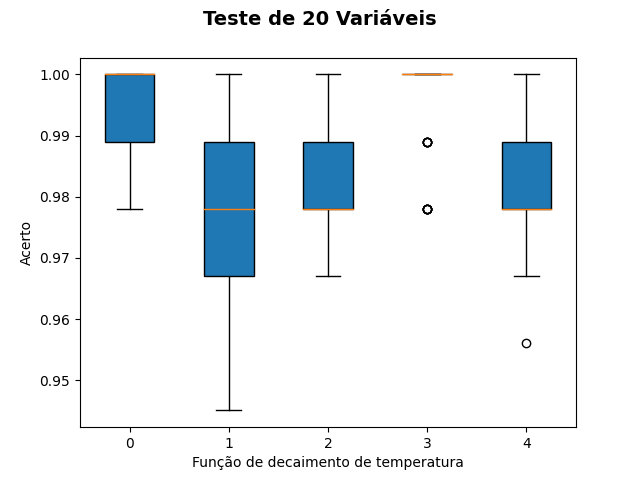 Teste de 20 Variáveis
1.00
0.99
0.98
0.97
0.96
0.95
Acerto
0 1 2 3 4
Função de decaimento de temperatura